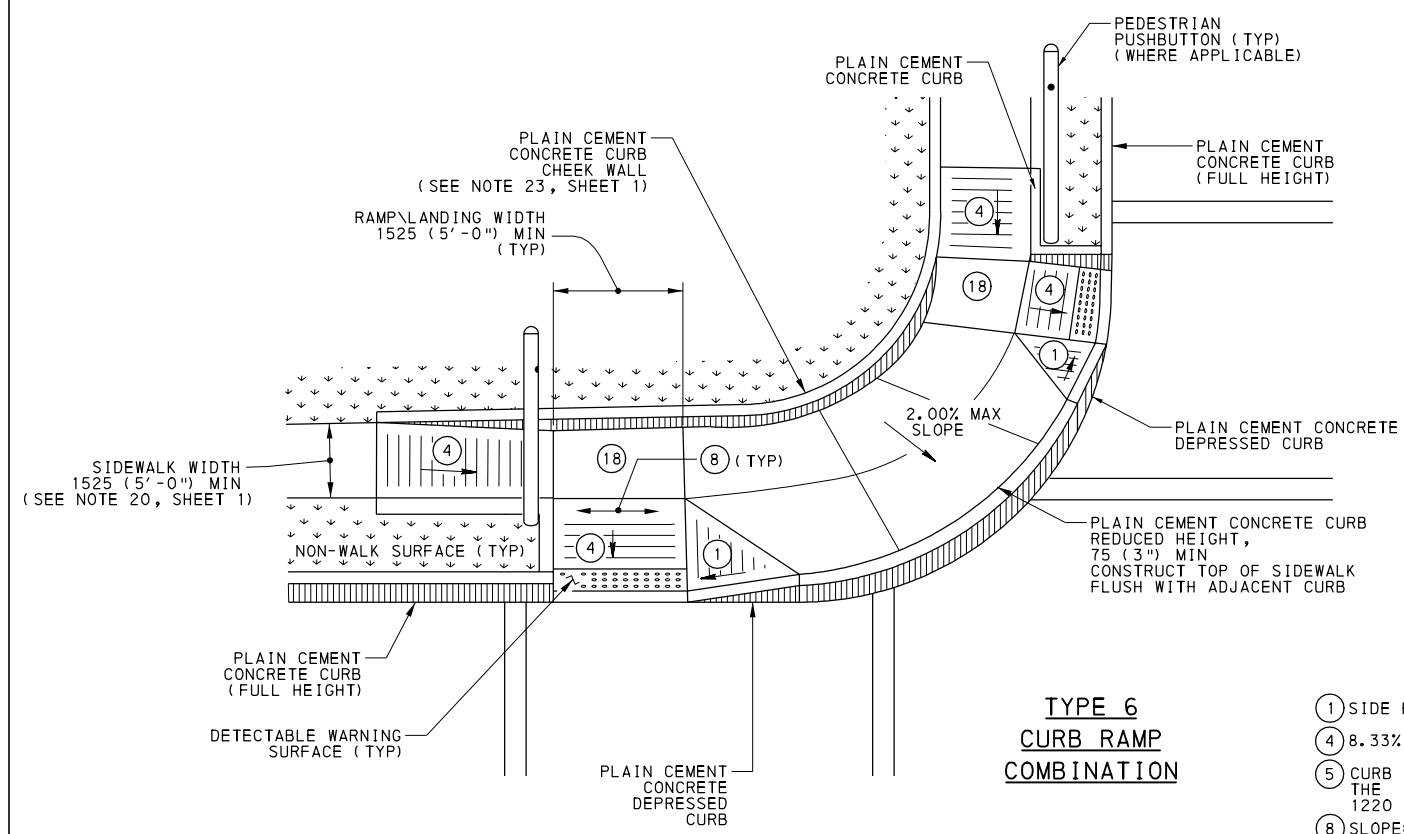 PEDESTRIAN
PUSHBUTTON (TYP)
(WHERE APPLICABLE)
PLAIN CEMENT
CONCRETE CURB
PLAIN CEMENT
CONCRETE CURB
CHEEK WALL
(SEE NOTE 23, SHEET 1)
PLAIN CEMENT
CONCRETE CURB
(FULL HEIGHT)
RAMP\LANDING WIDTH
1525 (5'-0") MIN
(TYP)
4
18
4
1
2.00% MAX
SLOPE
PLAIN CEMENT CONCRETE
DEPRESSED CURB
4
18
8 (TYP)
SIDEWALK WIDTH
1525 (5'-0") MIN
(SEE NOTE 20, SHEET 1)
NON-WALK SURFACE (TYP)
4
1
PLAIN CEMENT CONCRETE CURB
REDUCED HEIGHT,
75 (3") MIN
CONSTRUCT TOP OF SIDEWALK
FLUSH WITH ADJACENT CURB
PLAIN CEMENT
CONCRETE CURB
(FULL HEIGHT)
DETECTABLE WARNING
SURFACE (TYP)
PLAIN CEMENT
CONCRETE
DEPRESSED
CURB
TYPE 6
CURB RAMP
COMBINATION
1 SIDE
4 8.33%
5 CURB
THE
1220
8